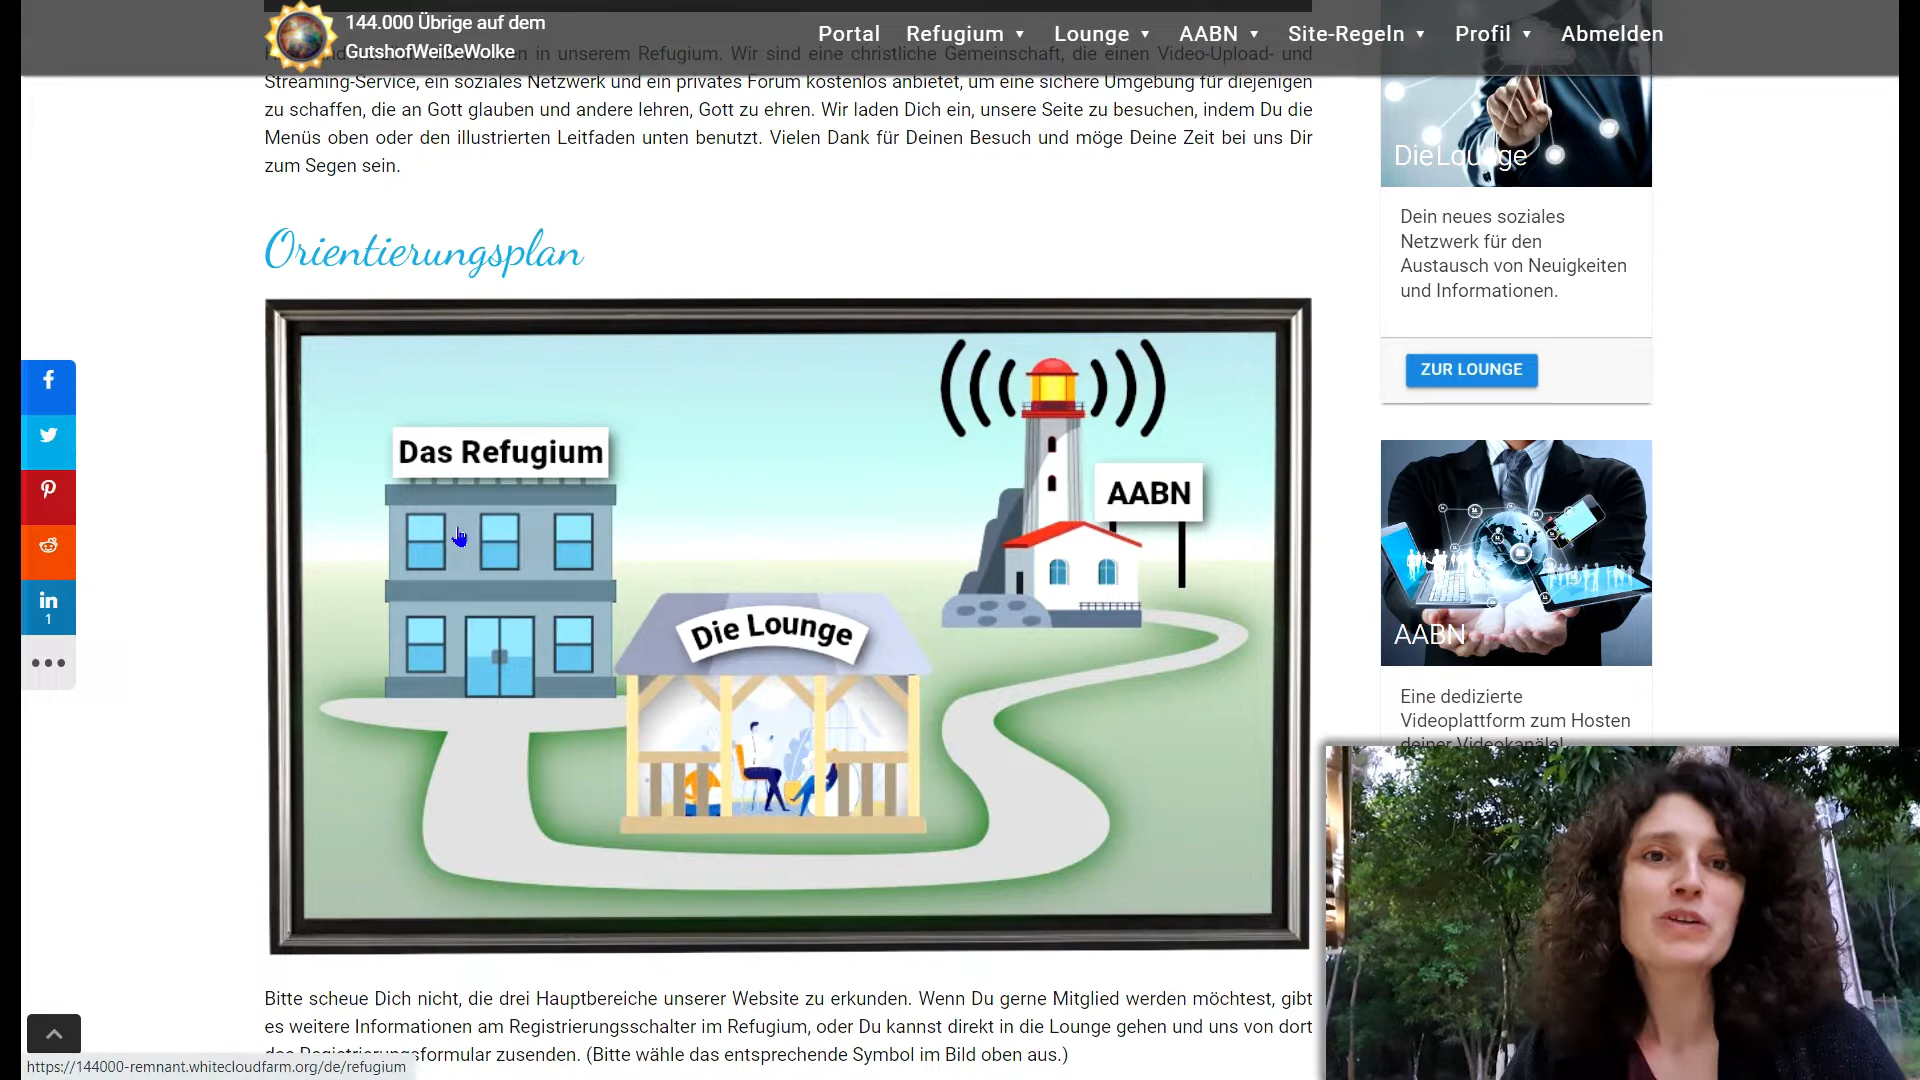 144.000 Übrige auf dem
GutshofWeißeWolke
Portal Refugium Lounge AABN Site-Regeln Profil Abmelden
in unserem Refugium. Wir sind eine christliche Gemeinschaft, die einen Video-Upload- und
Streaming-Service, ein soziales Netzwerk und ein privates Forum kostenlos anbietet, um eine sichere Umgebung für diejenigen
zu schaffen, die an Gott glauben und andere lehren, Gott zu ehren. Wir laden Dich ein, unsere Seite zu besuchen, indem Du die
Menüs oben oder den illustrierten Leitfaden unten benutzt. Vielen Dank für Deinen Besuch und möge Deine Zeit bei uns Dir
zum Segen sein.
Orientierungsplan
Das Refugium
AABN
Die Lounge
Bitte scheue Dich nicht, die drei Hauptbereiche unserer Website zu erkunden. Wenn Du gerne Mitglied werden möchtest, gibt
es weitere Informationen am Registrierungsschalter im Refugium, oder Du kannst direkt in die Lounge gehen und uns von dort
das Registrierungsformular zusenden. (Bitte wähle das entsprechende Symbol im Bild oben aus.)
Die Lounge
Dein neues soziales
Netzwerk für den
Austausch von Neuigkeiten
und Informationen.
ZUR LOUNGE
AABN
Eine dedizierte
Videoplattform zum Hosten
deiner Videokanäle!
f
in
1
https://144000-remnant.whitecloudfarm.org/de/refugium